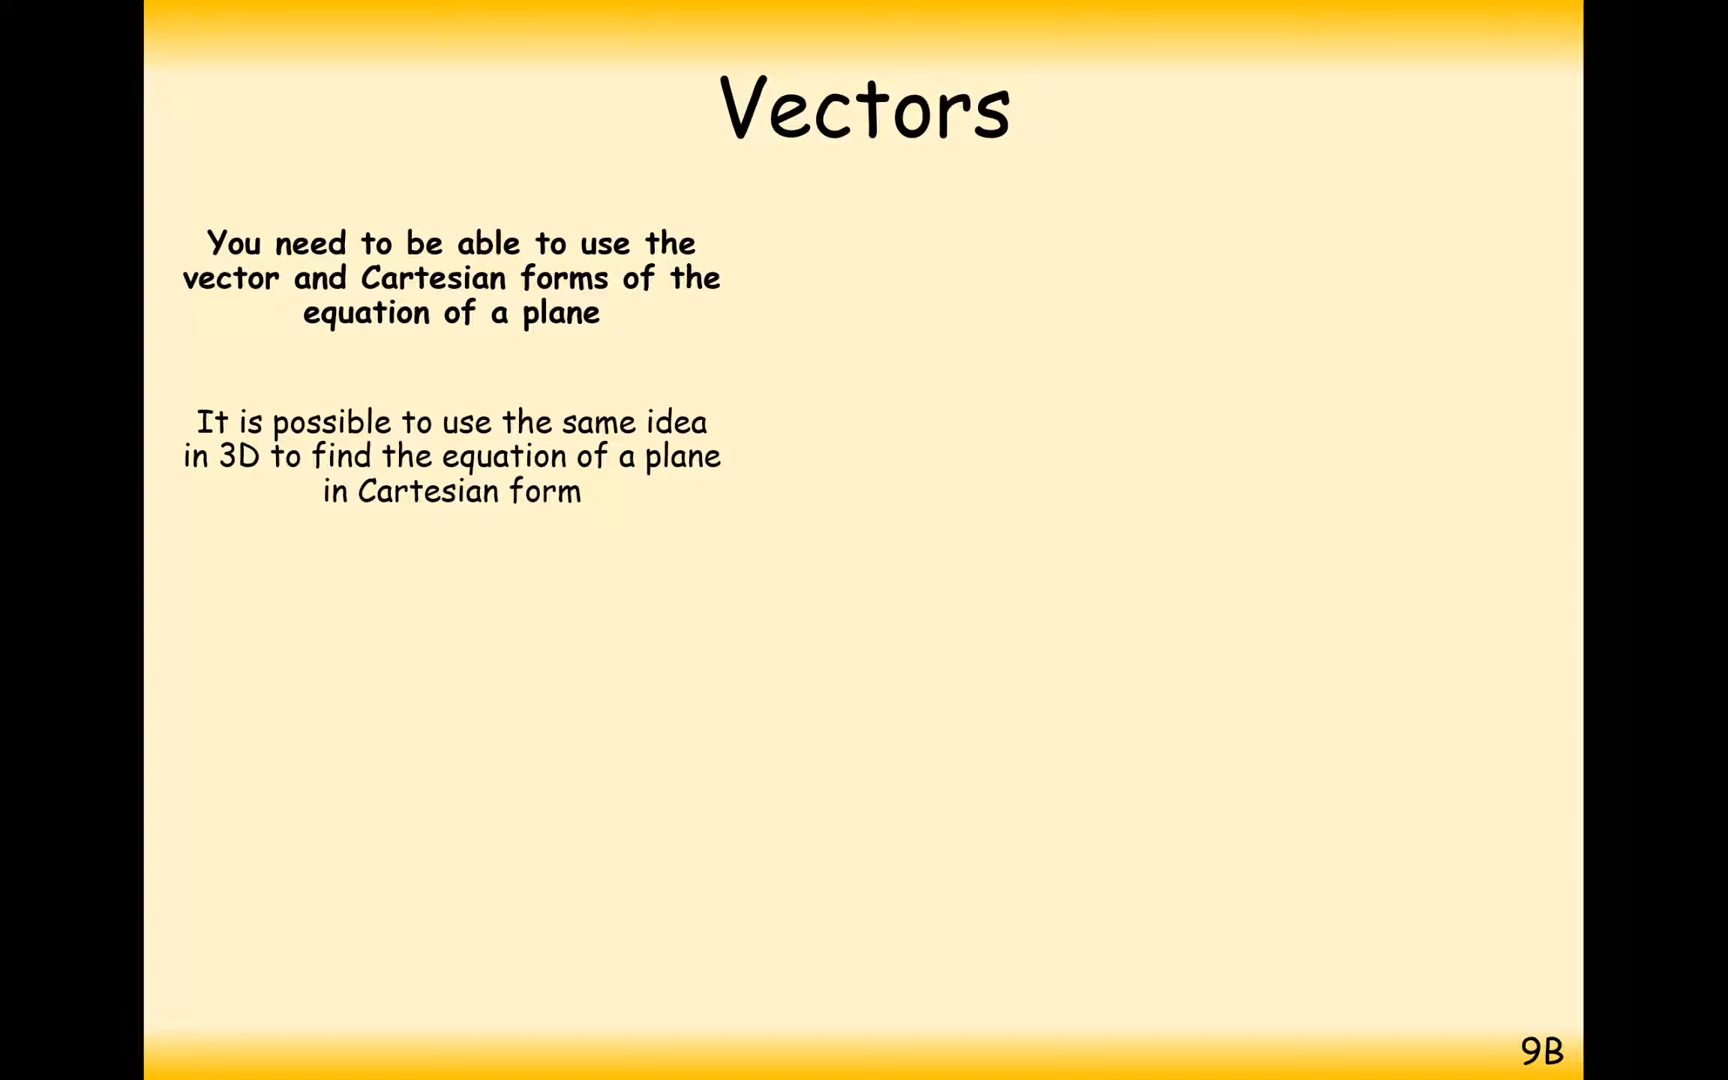 Vectors
You need to be able to use the
vector and Cartesian forms of the
equation of a plane
It is possible to use the same idea
in 3D to find the equation of a plane
in Cartesian form
9B